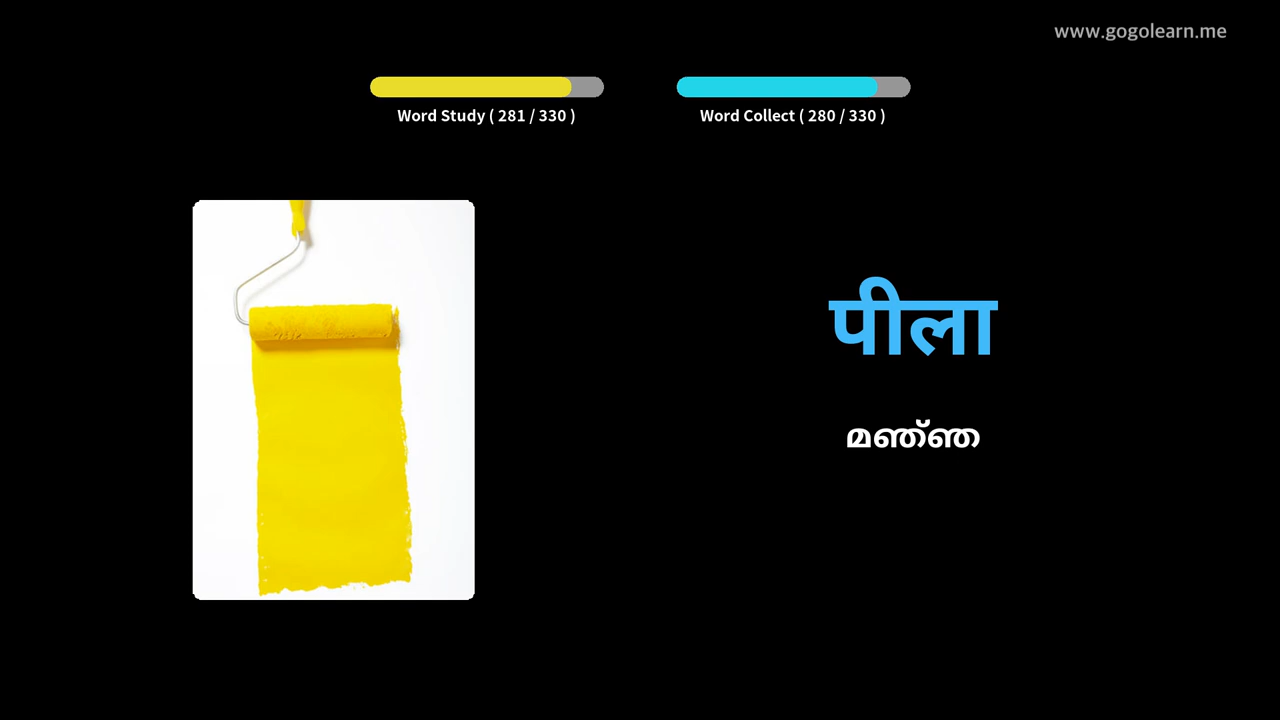 www.gogolearn.me
Word Study ( 281 / 330 )
Word Collect ( 280 / 330 )
पीला
മഞ്ഞ